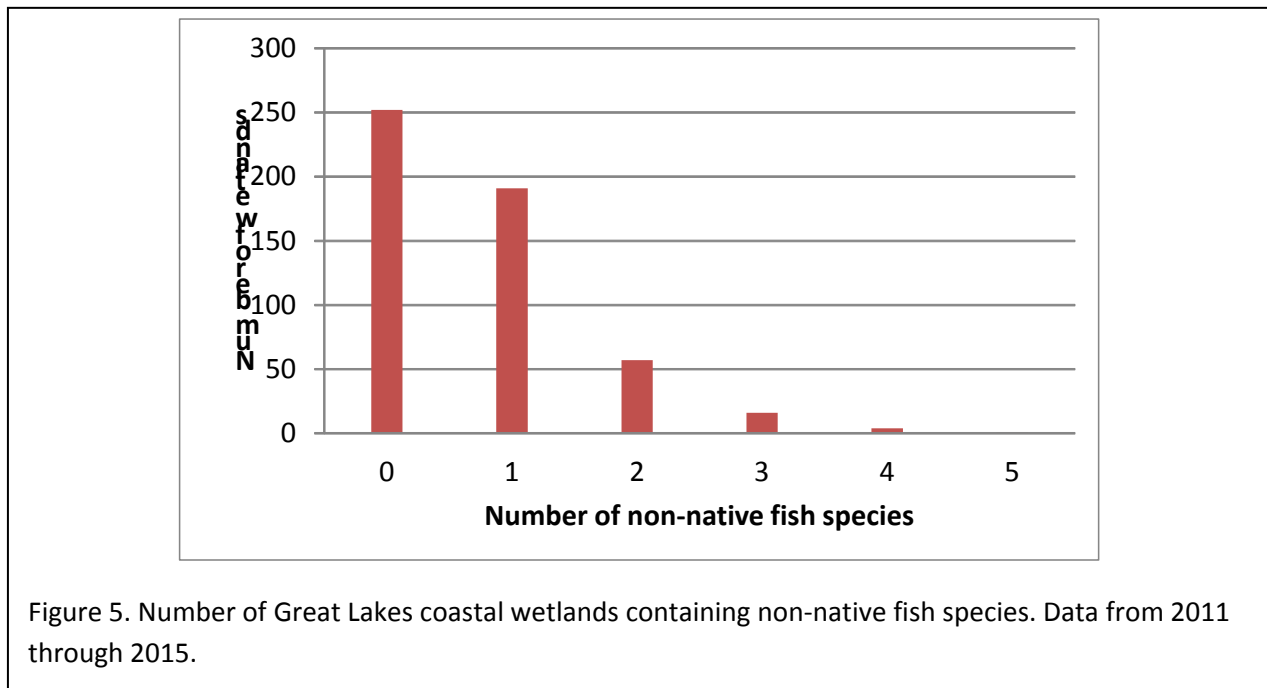 300
250
200
150
100
50
0
Number of wetlands
0 1 2 3 4 5
Number of non-native fish species
Figure 5. Number of Great Lakes coastal wetlands containing non-native fish species. Data from 2011
through 2015.